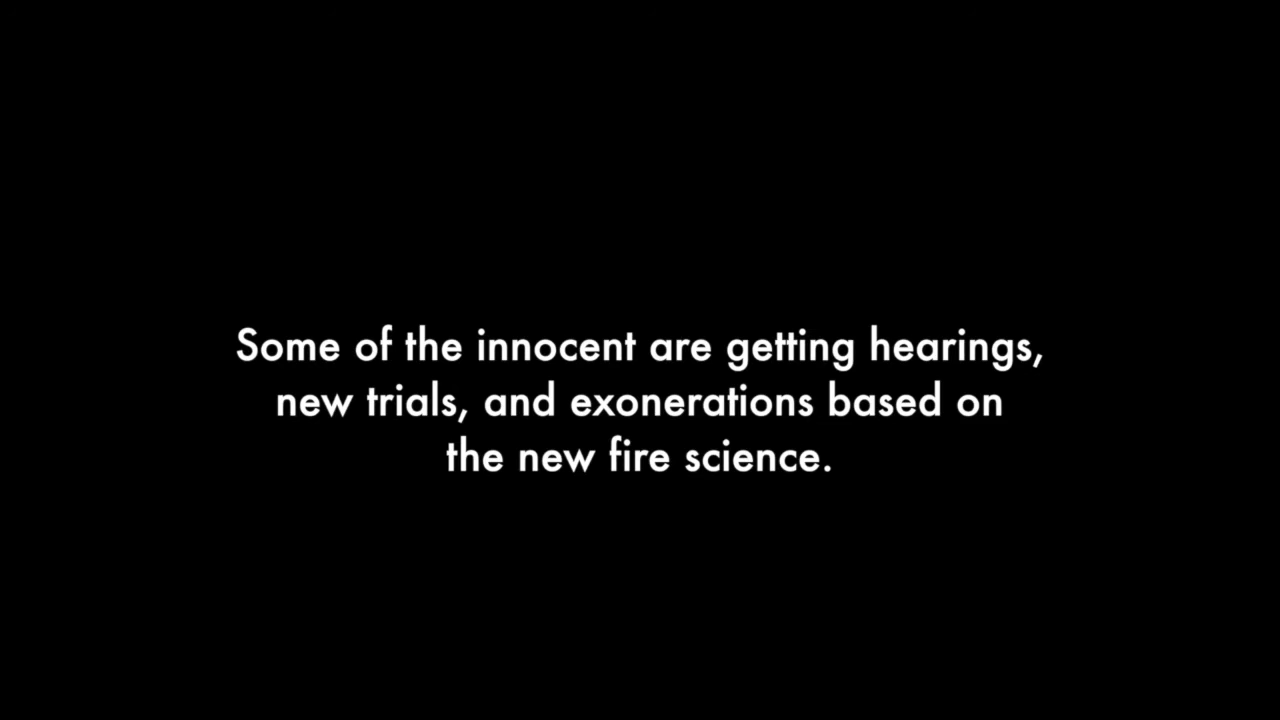 Some of the innocent are getting hearings,
new trials, and exonerations based on
the new fire science.